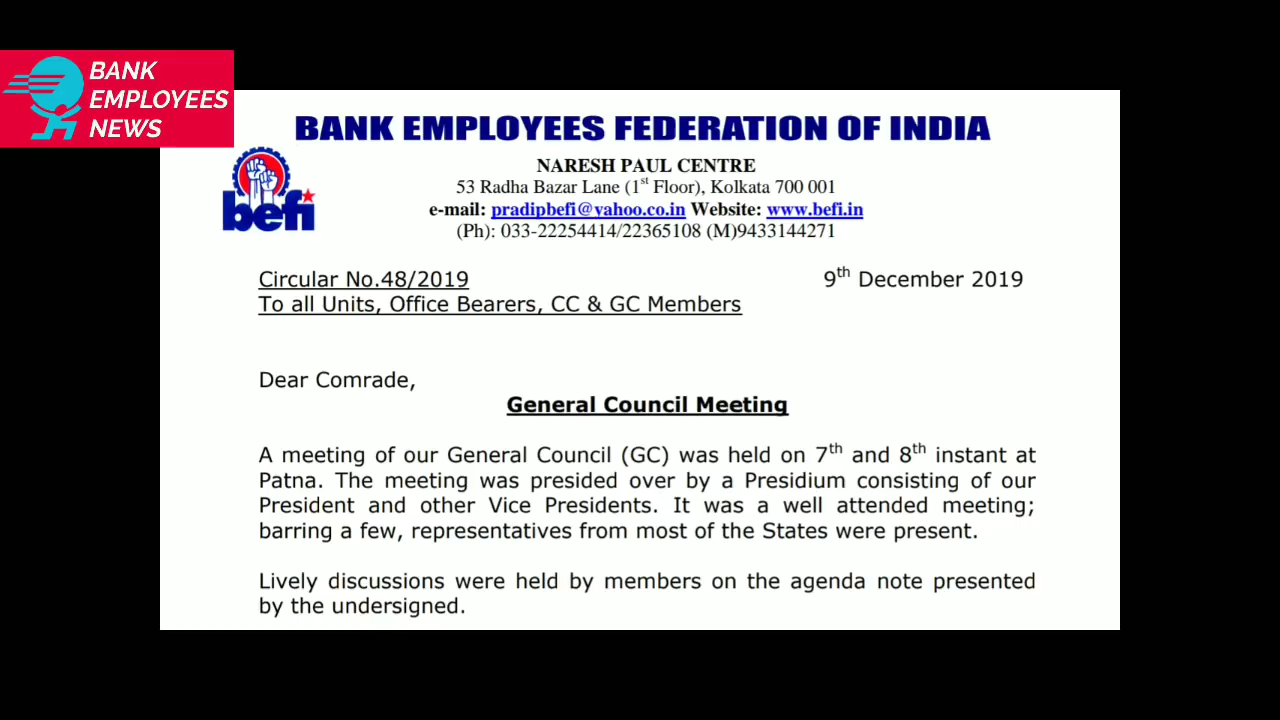 BANK
EMPLOYEES
NEWS
BANK EMPLOYEES FEDERATION OF INDIA
NARESH PAUL CENTRE
53 Radha Bazar Lane (1st Floor), Kolkata 700 001
e-mail: pradipbefi@yahoo.co.in Website: www.befi.in
(Ph): 033-22254414/22365108 (M)9433144271
befi
Circular No.48/2019 9th December 2019
To all Units, Office Bearers, CC & GC Members
Dear Comrade,
General Council Meeting
A meeting of our General Council (GC) was held on 7th and 8th instant at
Patna. The meeting was presided over by a Presidium consisting of our
President and other Vice Presidents. It was a well attended meeting;
barring a few, representatives from most of the States were present.
Lively discussions were held by members on the agenda note presented
by the undersigned.